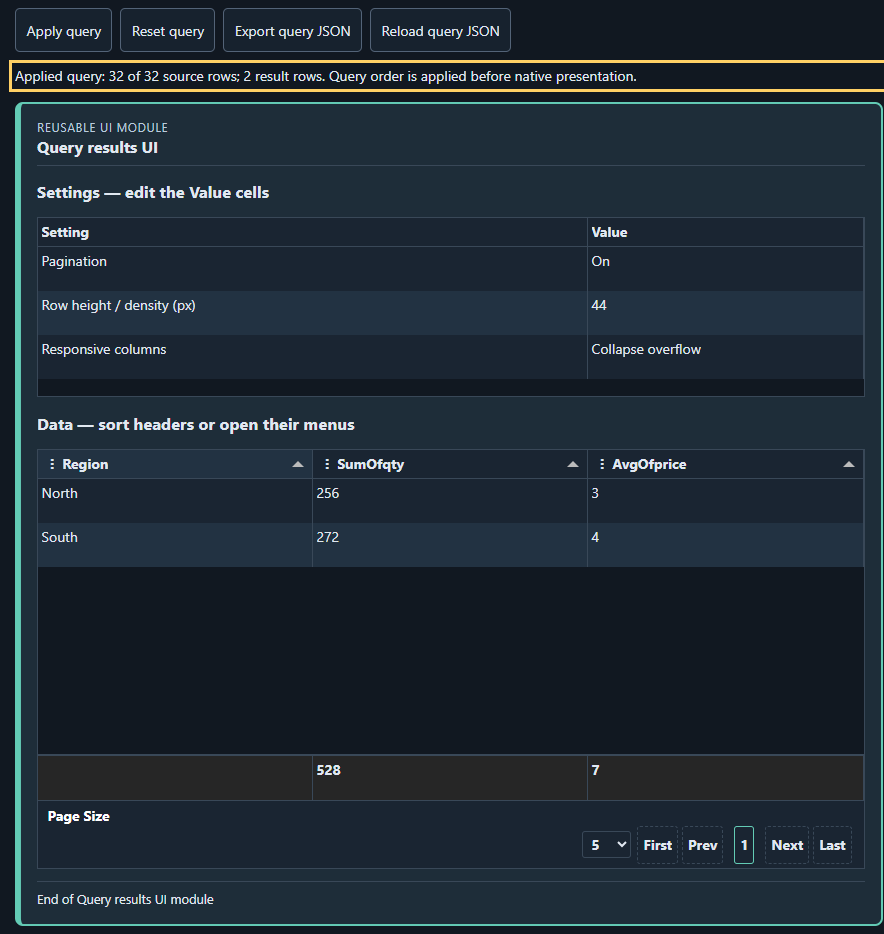 Apply query Reset query Export query JSON Reload query JSON
Applied query: 32 of 32 source rows; 2 result rows. Query order is applied before native presentation.
REUSABLE UI MODULE
Query results UI
Settings — edit the Value cells
Setting Value
Pagination On
Row height / density (px) 44
Responsive columns Collapse overflow
Data — sort headers or open their menus
Region SumOfqty AvgOfprice
North 256 3
South 272 4
528 7
Page Size
5 First Prev 1 Next Last
End of Query results UI module